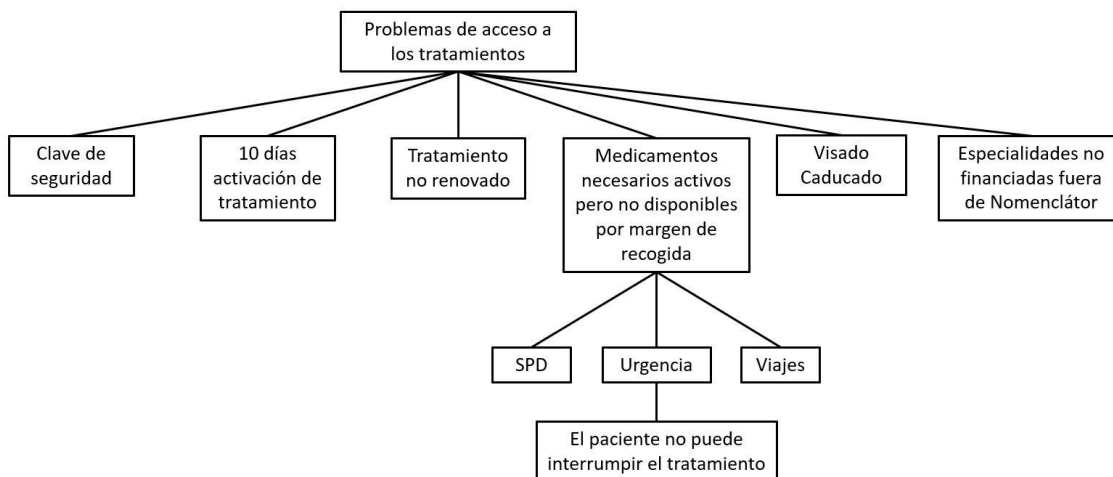 Problemas de acceso a
los tratamientos
Clave de
seguridad
10 días
activación de
tratamiento
Tratamiento
no renovado
Medicamentos
necesarios activos
pero no disponibles
por margen de
recogida
Visado
Caducado
Especialidades no
financiadas fuera
de Nomenclátor
SPD
Urgencia
Viajes
El paciente no puede
interrumpir el tratamiento